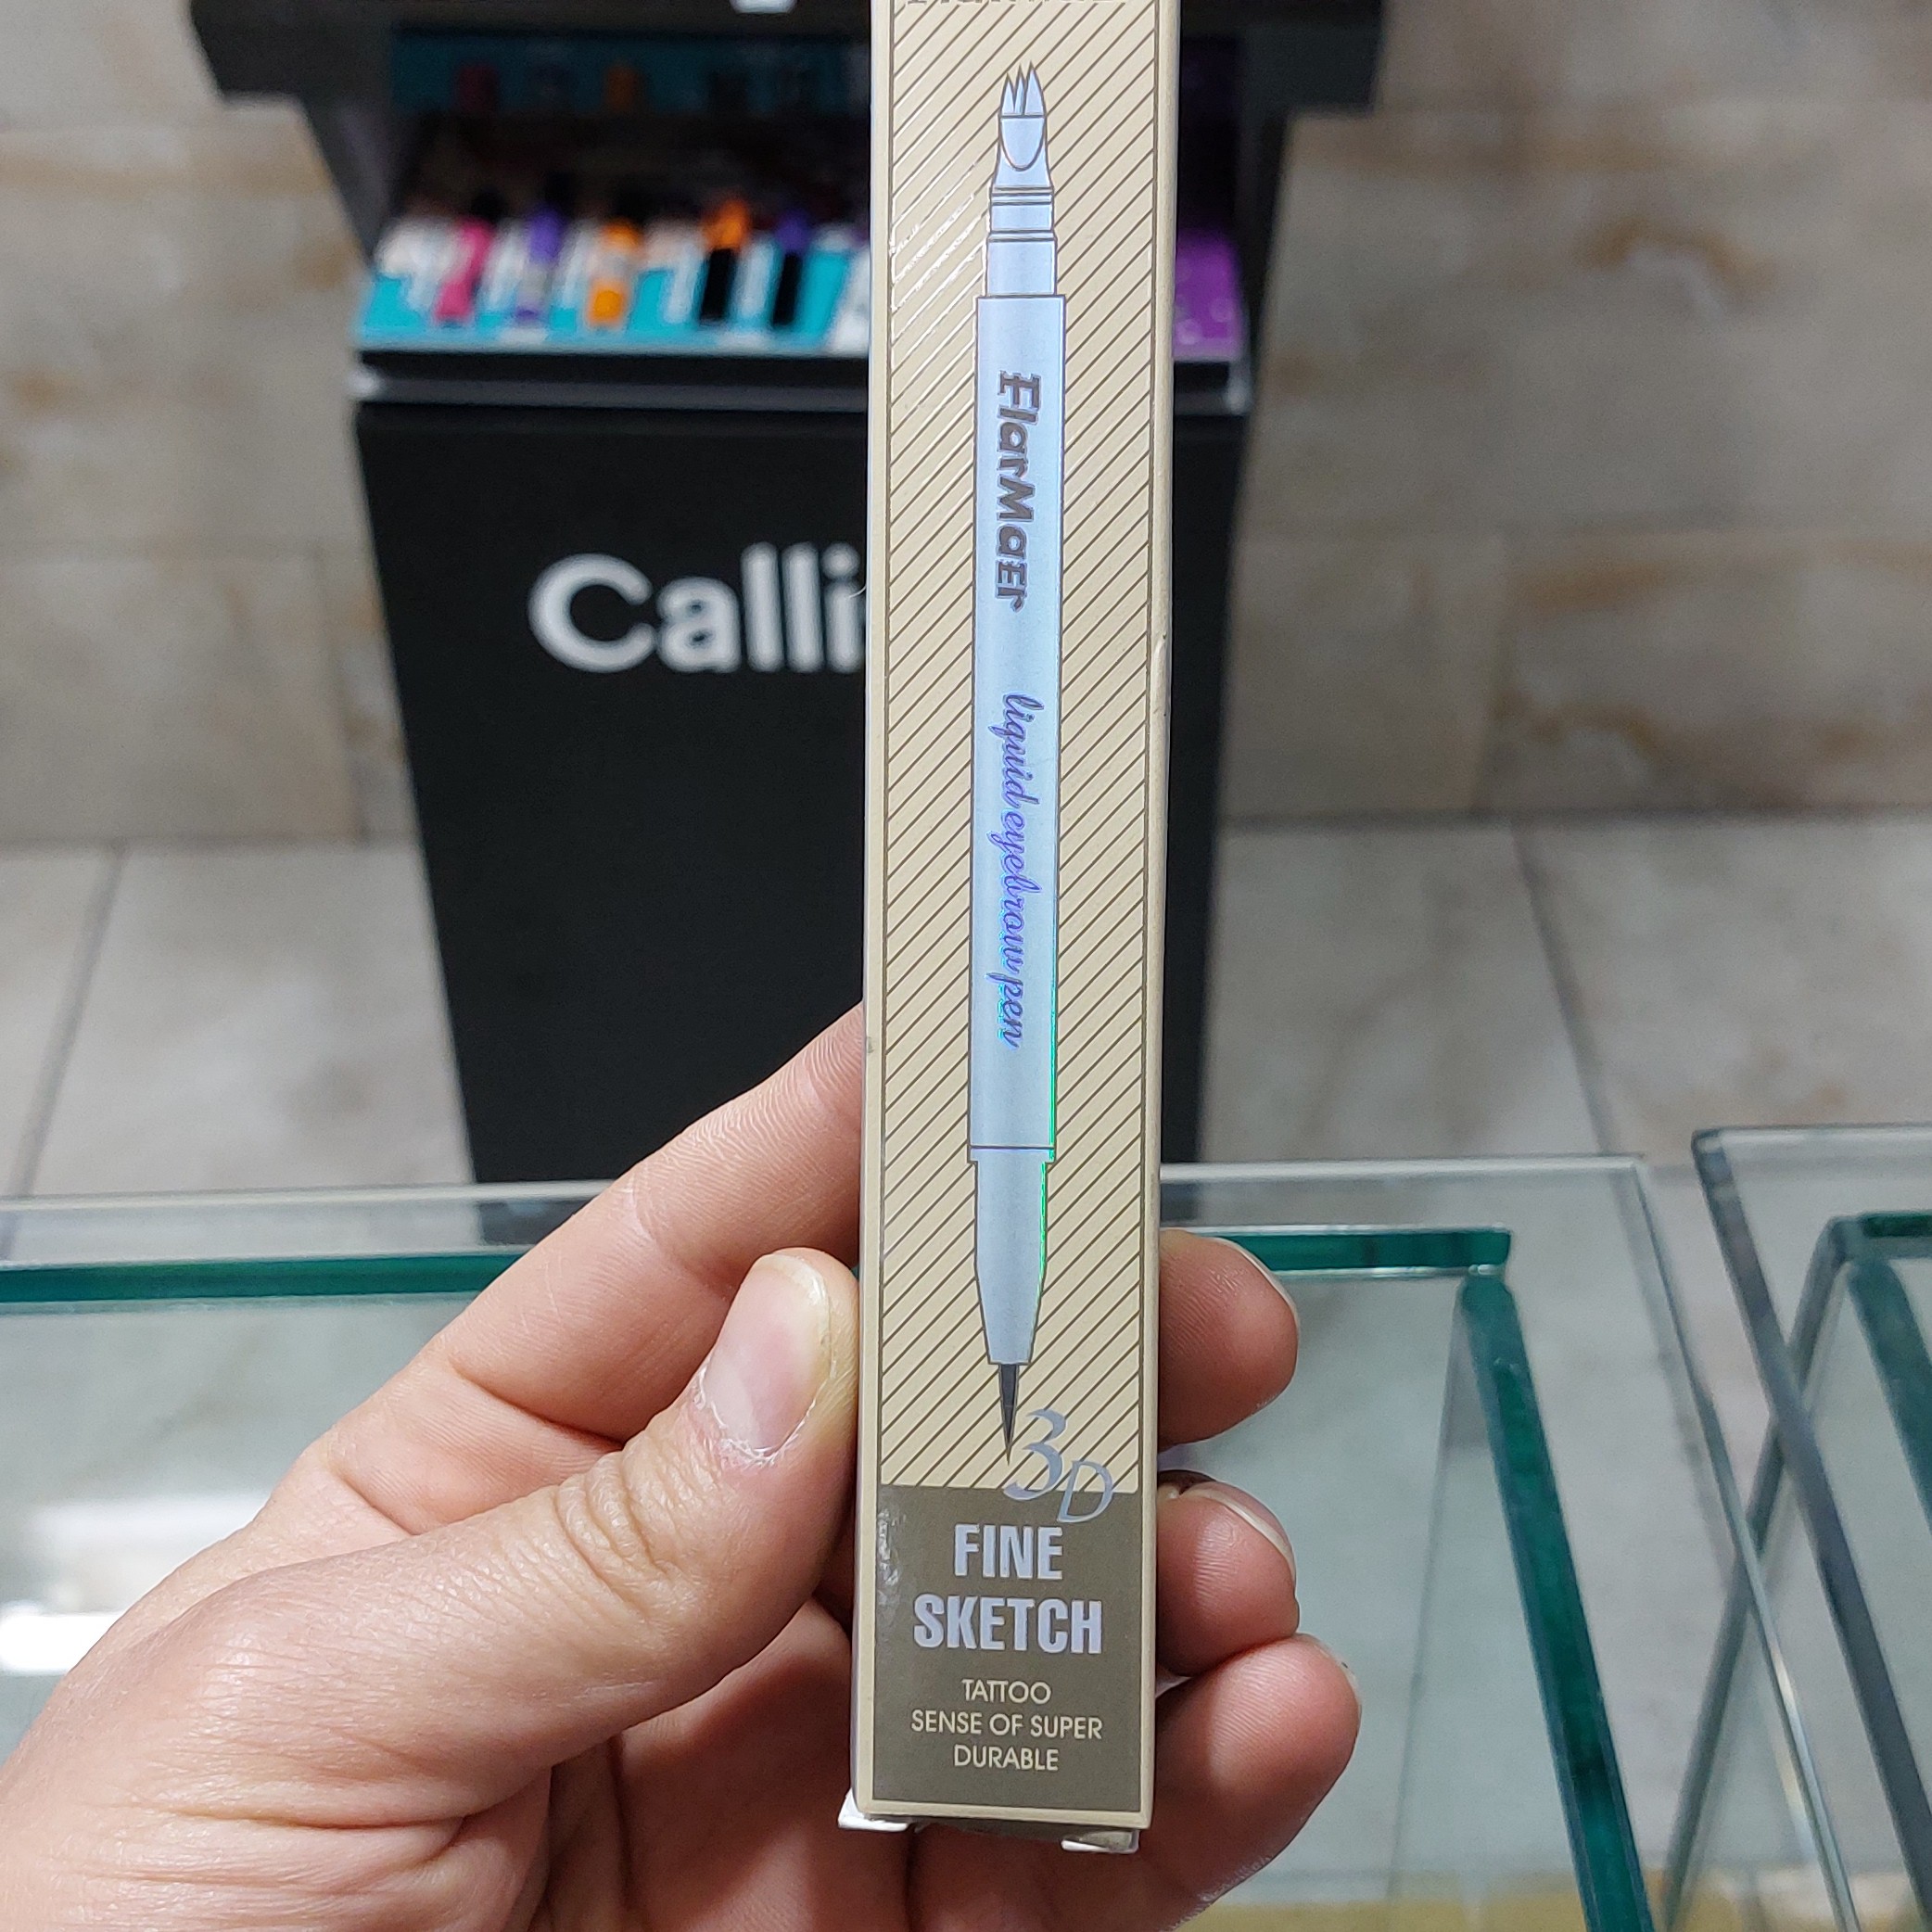 Calli
FlarMaEr liquid eyebrow pen
3D
FINE
SKETCH
TATTOO
SENSE OF SUPER
DURABLE